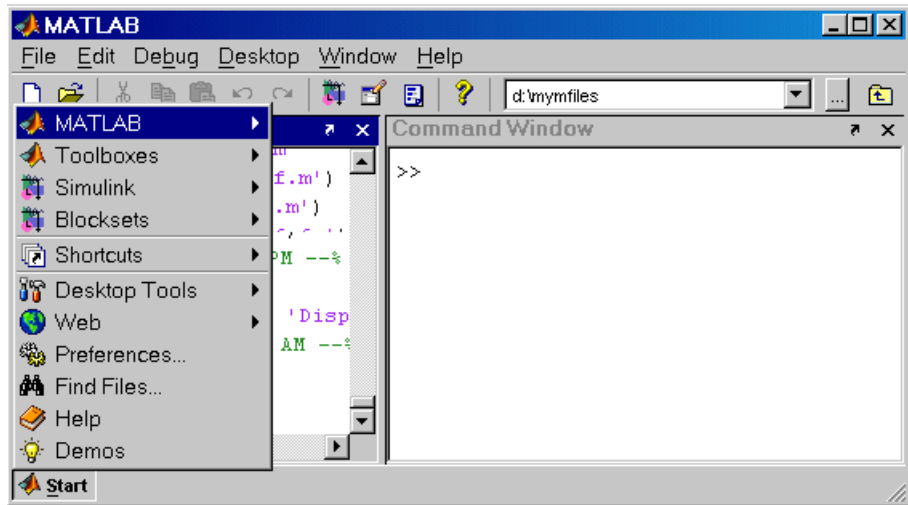 MATLAB
File Edit Debug Desktop Window Help
d:\mymfiles ...
MATLAB
Toolboxes
Simulink
Blocksets
Shortcuts
Desktop Tools
Web
Preferences...
Find Files...
Help
Demos
Start
f.m')
.m')
PM --%
'Disp
AM --%
Command Window
>>